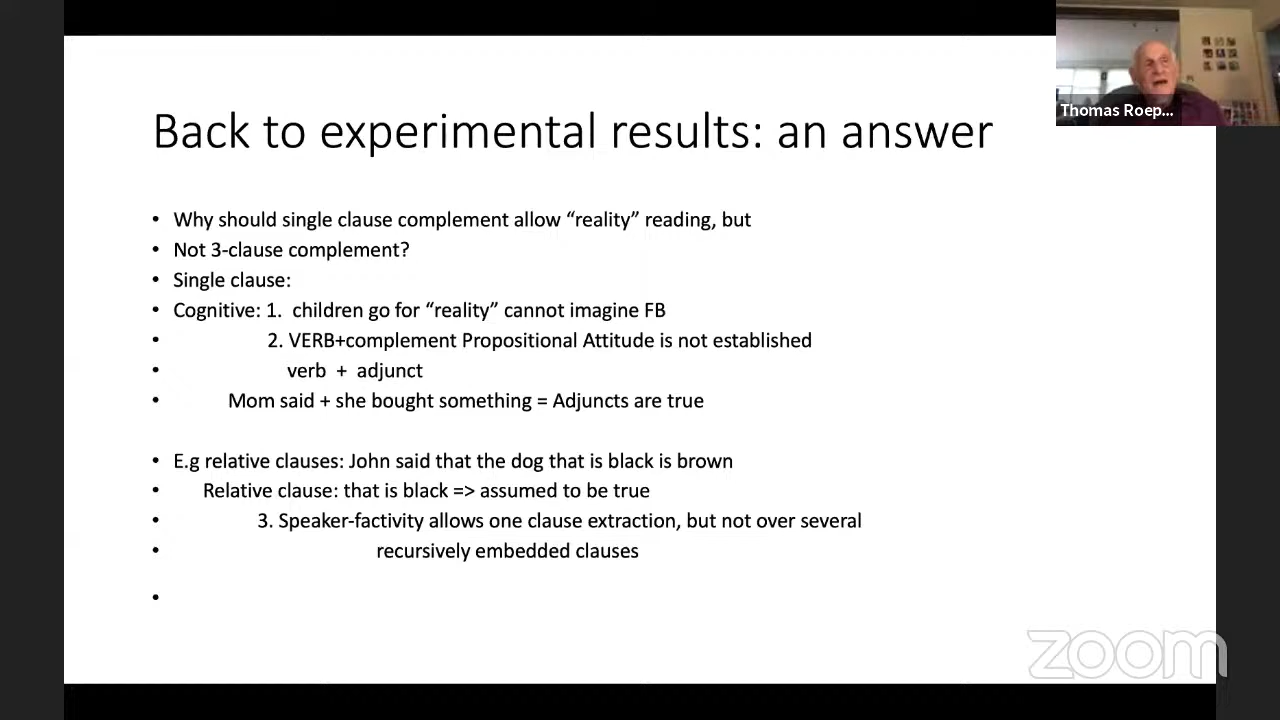 Thomas Roep...
Back to experimental results: an answer
• Why should single clause complement allow “reality” reading, but
• Not 3-clause complement?
• Single clause:
• Cognitive: 1. children go for “reality” cannot imagine FB
• 2. VERB+complement Propositional Attitude is not established
• verb + adjunct
• Mom said + she bought something = Adjuncts are true
• E.g relative clauses: John said that the dog that is black is brown
• Relative clause: that is black => assumed to be true
• 3. Speaker-factivity allows one clause extraction, but not over several
• recursively embedded clauses
•
zoom